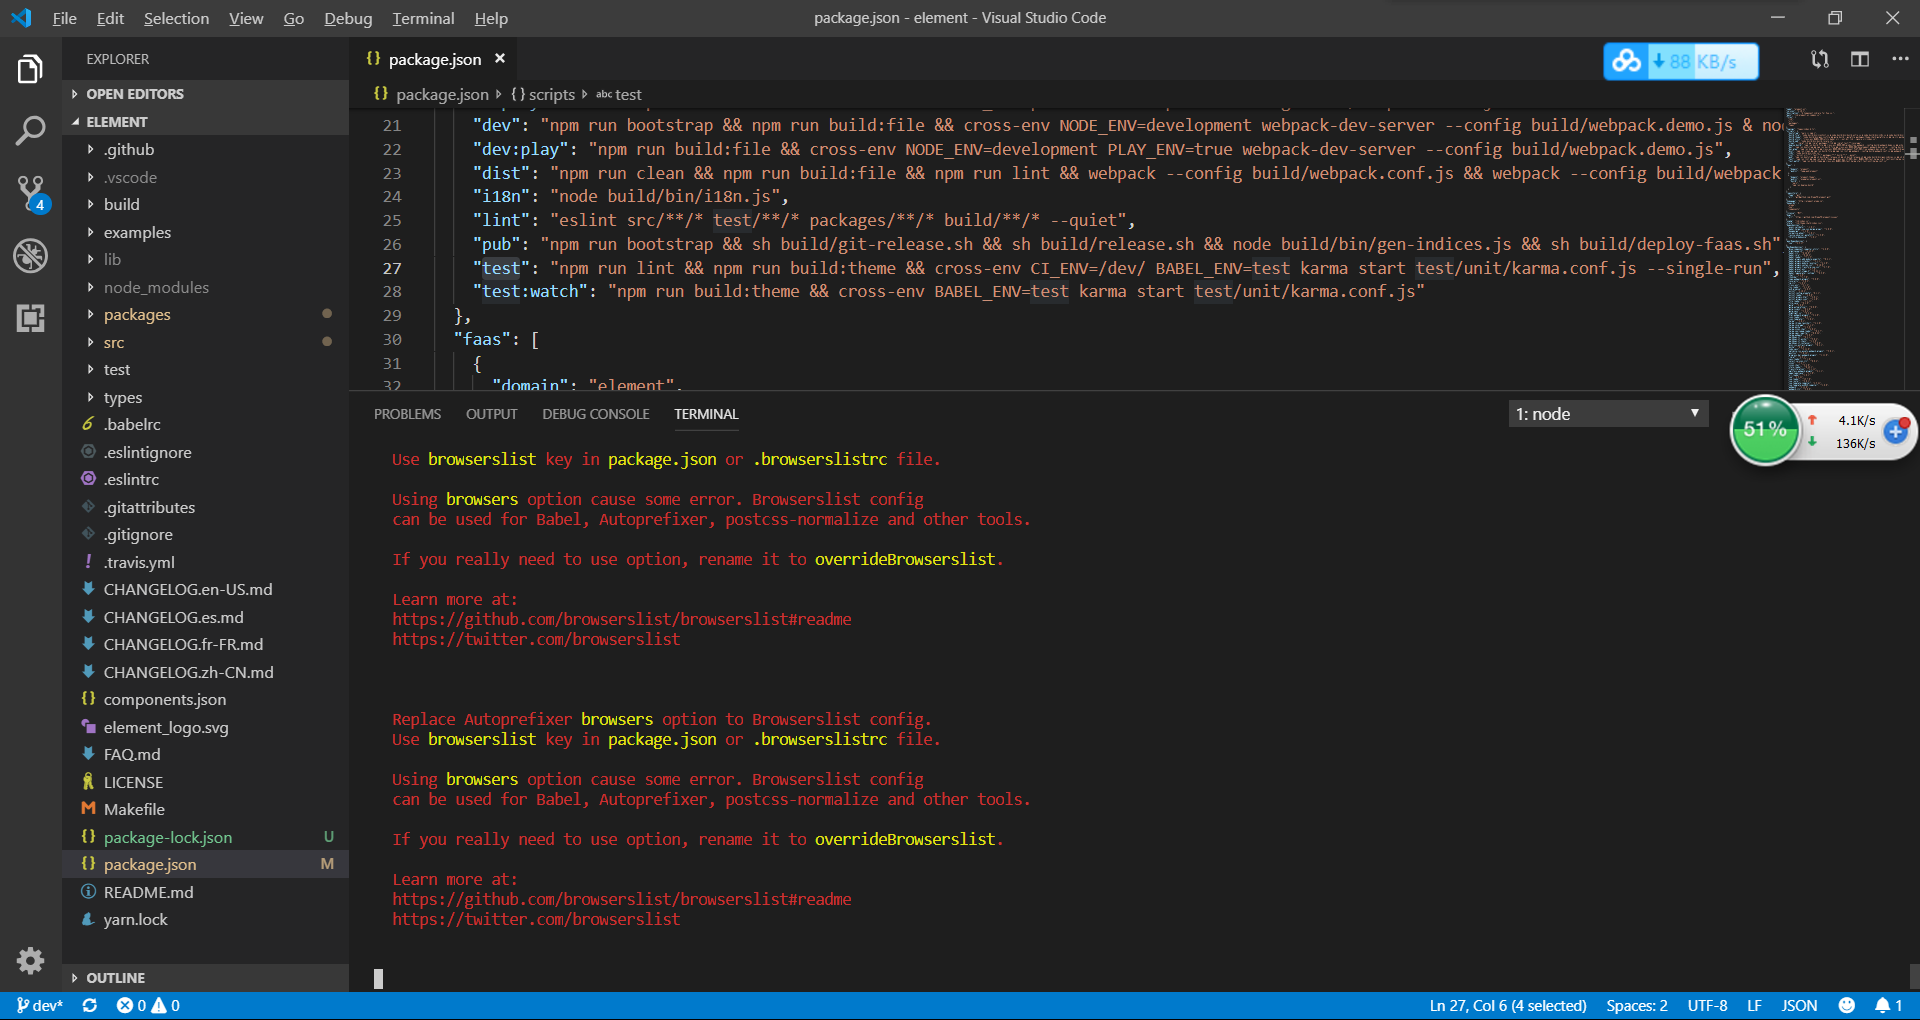 File Edit Selection View Go Debug Terminal Help
package.json - element - Visual Studio Code
EXPLORER
OPEN EDITORS
ELEMENT
.github
.vscode
build
examples
lib
node_modules
packages
src
test
types
.babelrc
.eslintignore
.eslintrc
.gitattributes
.gitignore
.travis.yml
CHANGELOG.en-US.md
CHANGELOG.es.md
CHANGELOG.fr-FR.md
CHANGELOG.zh-CN.md
components.json
element_logo.svg
FAQ.md
LICENSE
Makefile
package-lock.json U
package.json M
README.md
yarn.lock
OUTLINE
4
{} package.json ×
88 KB/s
{} package.json {} scripts abc test
21 "dev": "npm run bootstrap && npm run build:file && cross-env NODE_ENV=development webpack-dev-server --config build/webpack.demo.js & no
22 "dev:play": "npm run build:file && cross-env NODE_ENV=development PLAY_ENV=true webpack-dev-server --config build/webpack.demo.js",
23 "dist": "npm run clean && npm run build:file && npm run lint && webpack --config build/webpack.conf.js && webpack --config build/webpack
24 "i18n": "node build/bin/i18n.js",
25 "lint": "eslint src/**/* test/**/* packages/**/* build/**/* --quiet",
26 "pub": "npm run bootstrap && sh build/git-release.sh && sh build/release.sh && node build/bin/gen-indices.js && sh build/deploy-faas.sh"
27 "test": "npm run lint && npm run build:theme && cross-env CI_ENV=/dev/ BABEL_ENV=test karma start test/unit/karma.conf.js --single-run",
28 "test:watch": "npm run build:theme && cross-env BABEL_ENV=test karma start test/unit/karma.conf.js"
29 },
30 "faas": [
31 {
32 "domain": "element",
PROBLEMS OUTPUT DEBUG CONSOLE TERMINAL
1: node
51%
4.1K/s
136K/s
Use browserslist key in package.json or .browserslistrc file.
Using browsers option cause some error. Browserslist config
can be used for Babel, Autoprefixer, postcss-normalize and other tools.
If you really need to use option, rename it to overrideBrowserslist.
Learn more at:
https://github.com/browserslist/browserslist#readme
https://twitter.com/browserslist
Replace Autoprefixer browsers option to Browserslist config.
Use browserslist key in package.json or .browserslistrc file.
Using browsers option cause some error. Browserslist config
can be used for Babel, Autoprefixer, postcss-normalize and other tools.
If you really need to use option, rename it to overrideBrowserslist.
Learn more at:
https://github.com/browserslist/browserslist#readme
https://twitter.com/browserslist
dev* 0 0
Ln 27, Col 6 (4 selected) Spaces: 2 UTF-8 LF JSON 1